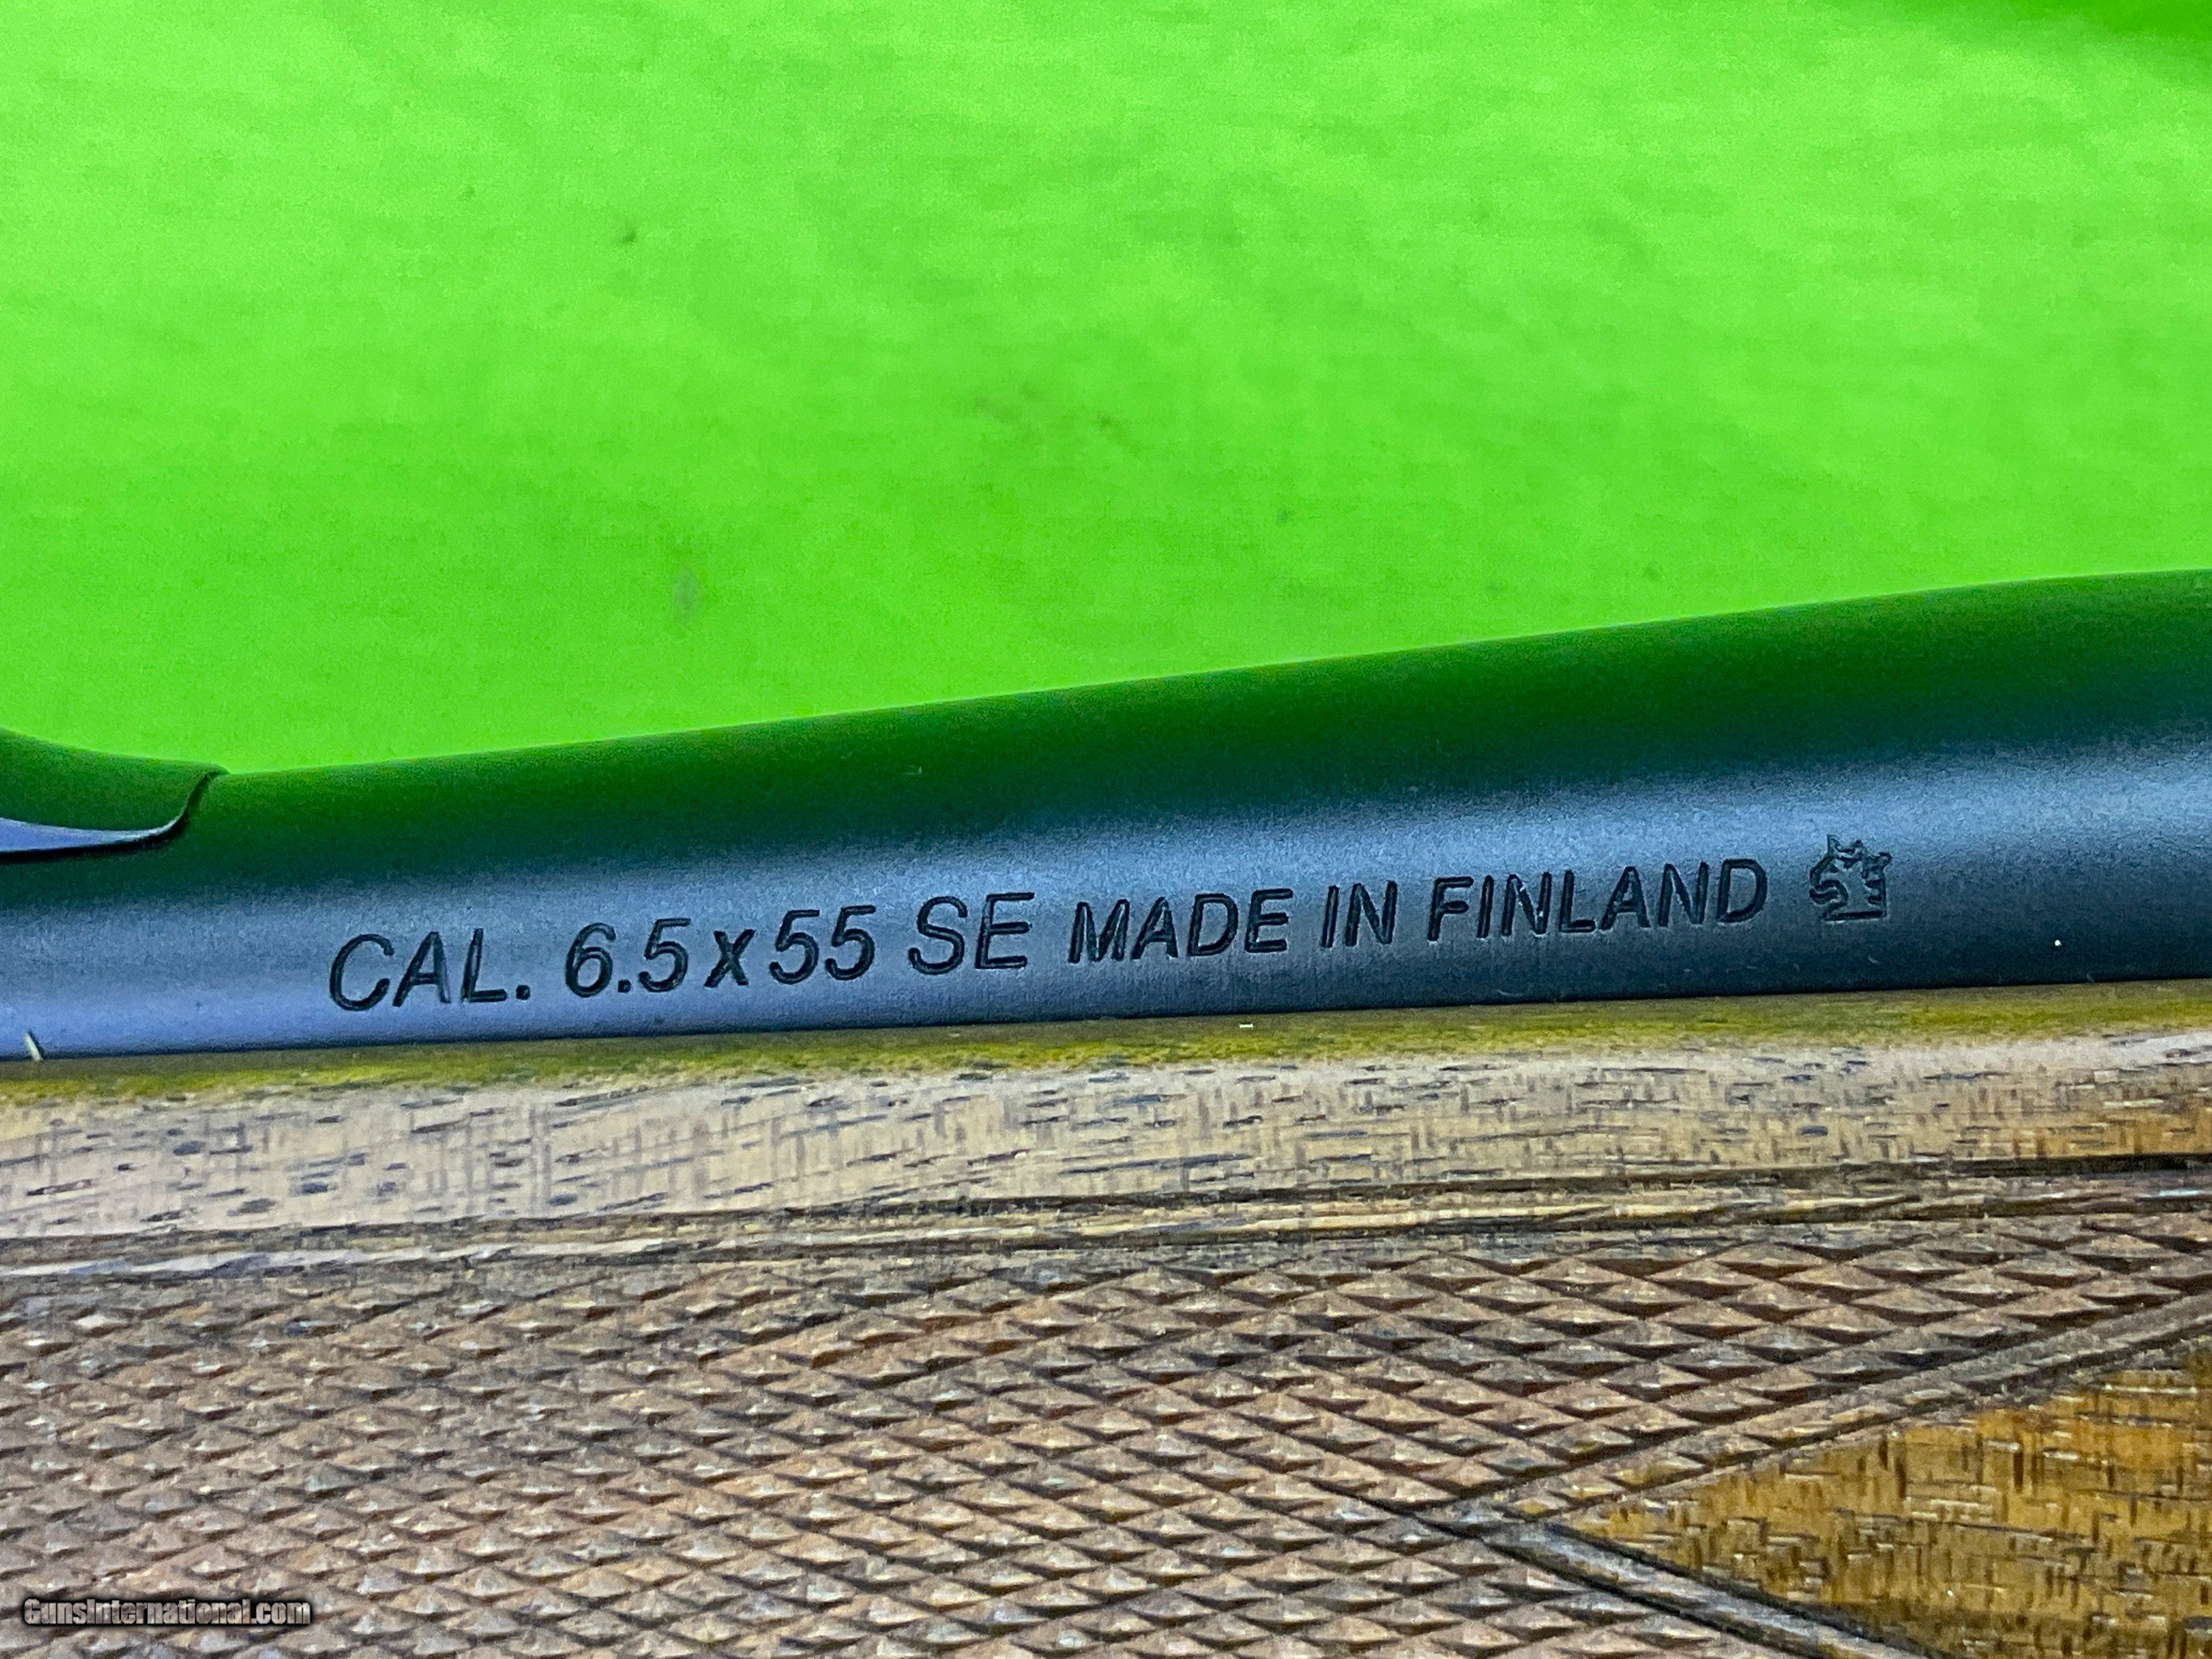 CAL. 6.5x55 SE MADE IN FINLAND
GunsInternational.com